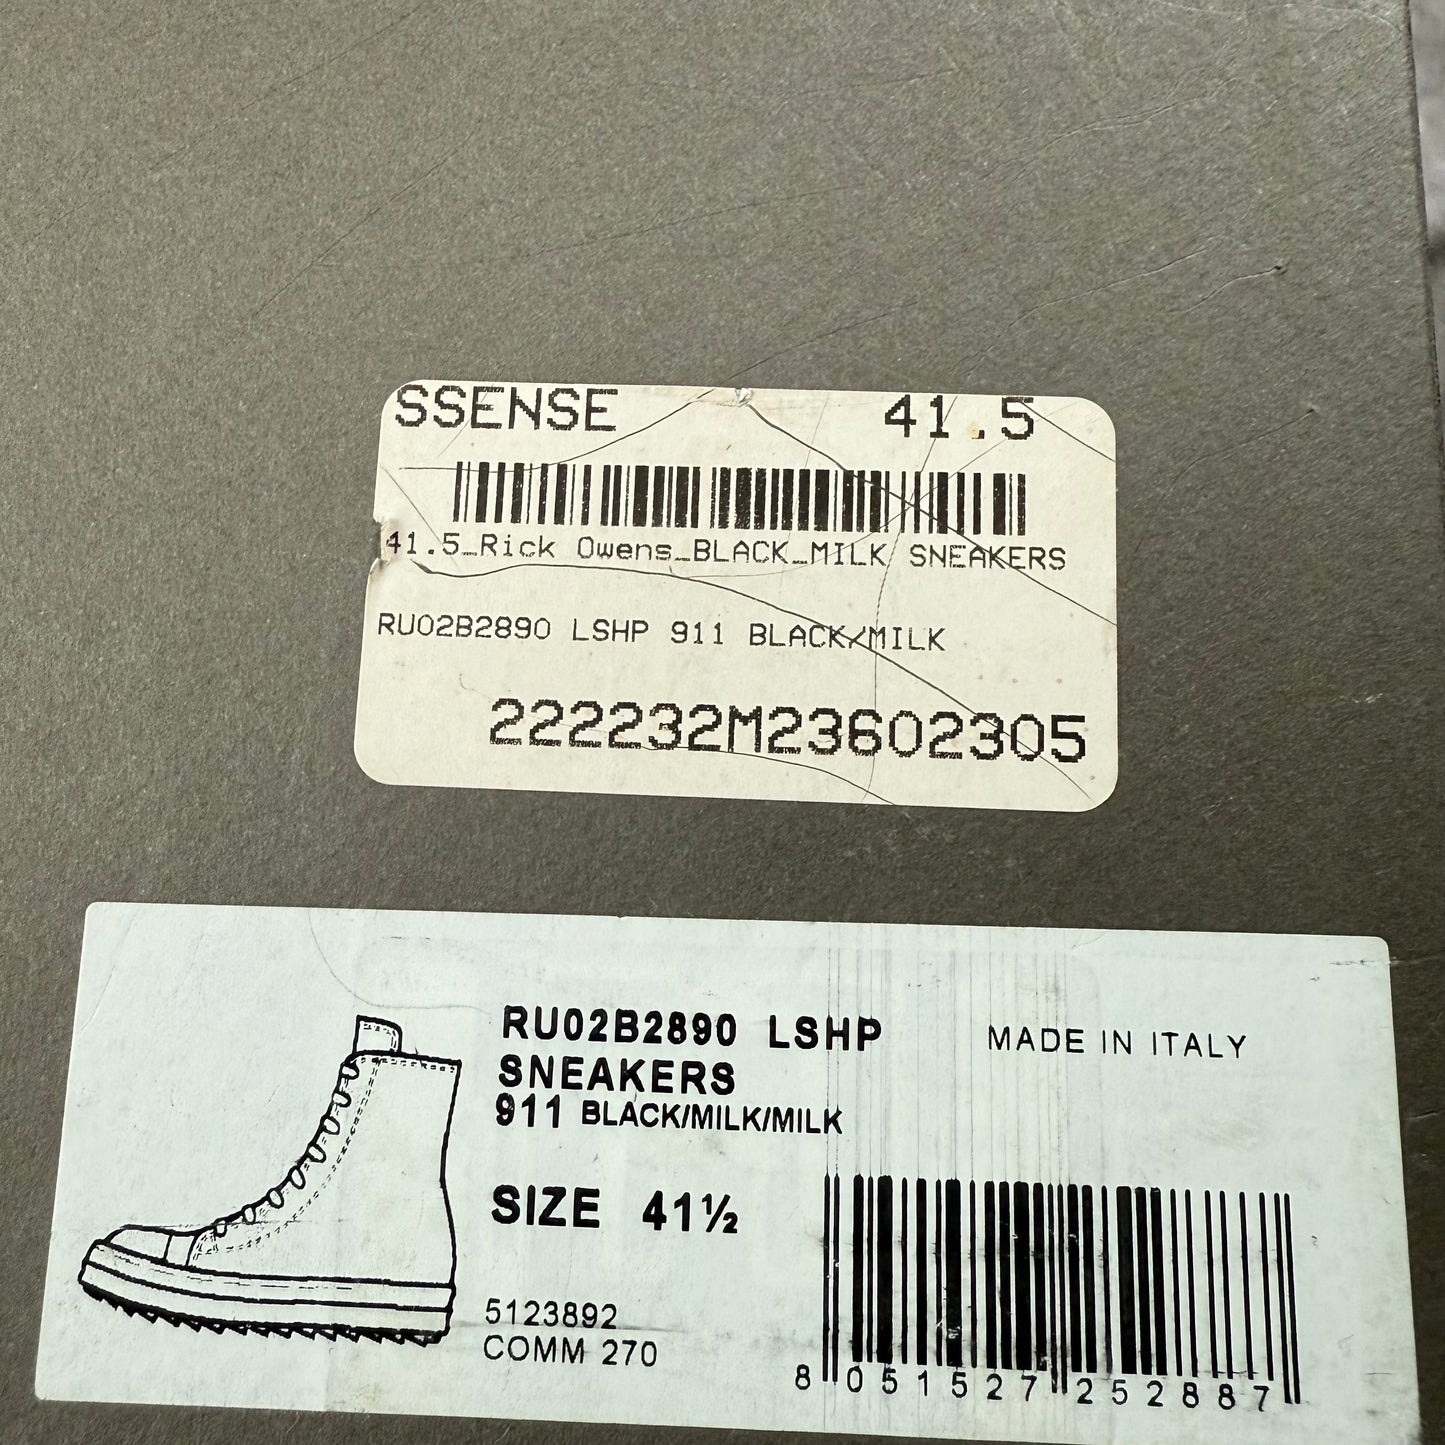 SSENSE 41.5
41.5_Rick Owens_BLACK_MILK SNEAKERS
RU02B2890 LSHP 911 BLACK/MILK
222232M23602305
RU02B2890 LSHP MADE IN ITALY
SNEAKERS
911 BLACK/MILK/MILK
SIZE 41½
5123892
COMM 270
8 051527 252887